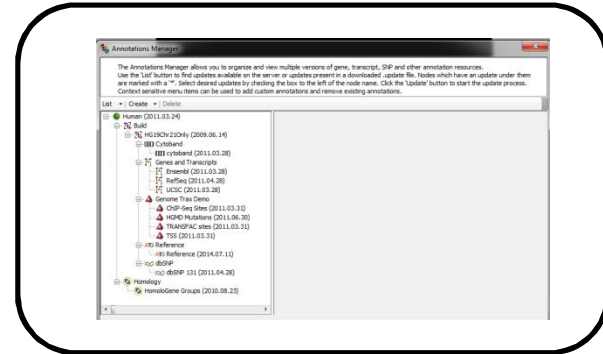 Annotations Manager
The Annotations Manager allows you to organize and view multiple versions of gene, transcript, SNP and other annotation resources.
Use the 'List' button to find updates available on the server or updates present in a downloaded .update file. Nodes which have an update under them
are marked with a '*'. Select desired updates by checking the box to the left of the node name. Click the 'Update' button to start the update process.
Context sensitive menu items can be used to add custom annotations and remove existing annotations.
List Create Delete
Human (2011.03.24)
Build
HG19Chr21Only (2009.06.14)
Cytoband
cytoband (2011.03.28)
Genes and Transcripts
Ensembl (2011.03.28)
RefSeq (2011.04.28)
UCSC (2011.03.28)
Genome Trax Demo
ChIP-Seq Sites (2011.03.31)
HGMD Mutations (2011.06.30)
TRANSFAC sites (2011.03.31)
TSS (2011.03.31)
ATG Reference
ATG Reference (2014.07.11)
dbSNP
dbSNP 131 (2011.04.28)
Homology
HomoloGene Groups (2010.08.23)